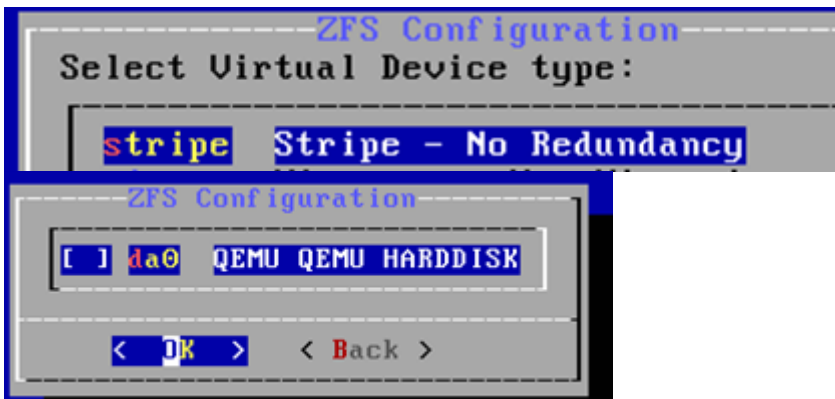 ZFS Configuration
Select Virtual Device type:
stripe Stripe - No Redundancy
ZFS Configuration
[ ] da0 QEMU QEMU HARDDISK
< OK > < Back >